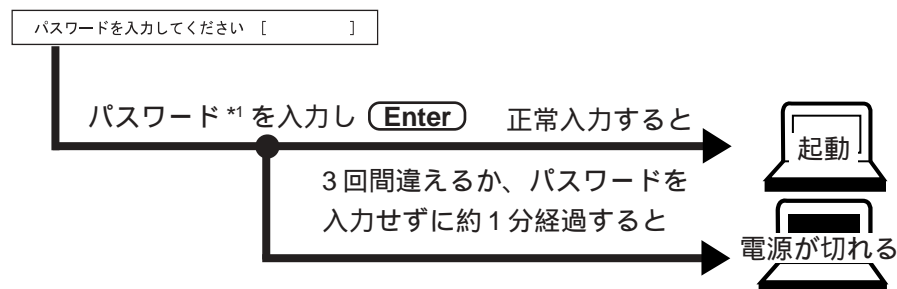 パスワードを入力してください [ ]
パスワード *1 を入力し Enter 正常入力すると
起動
3 回間違えるか、パスワードを
入力せずに約 1 分経過すると
電源が切れる